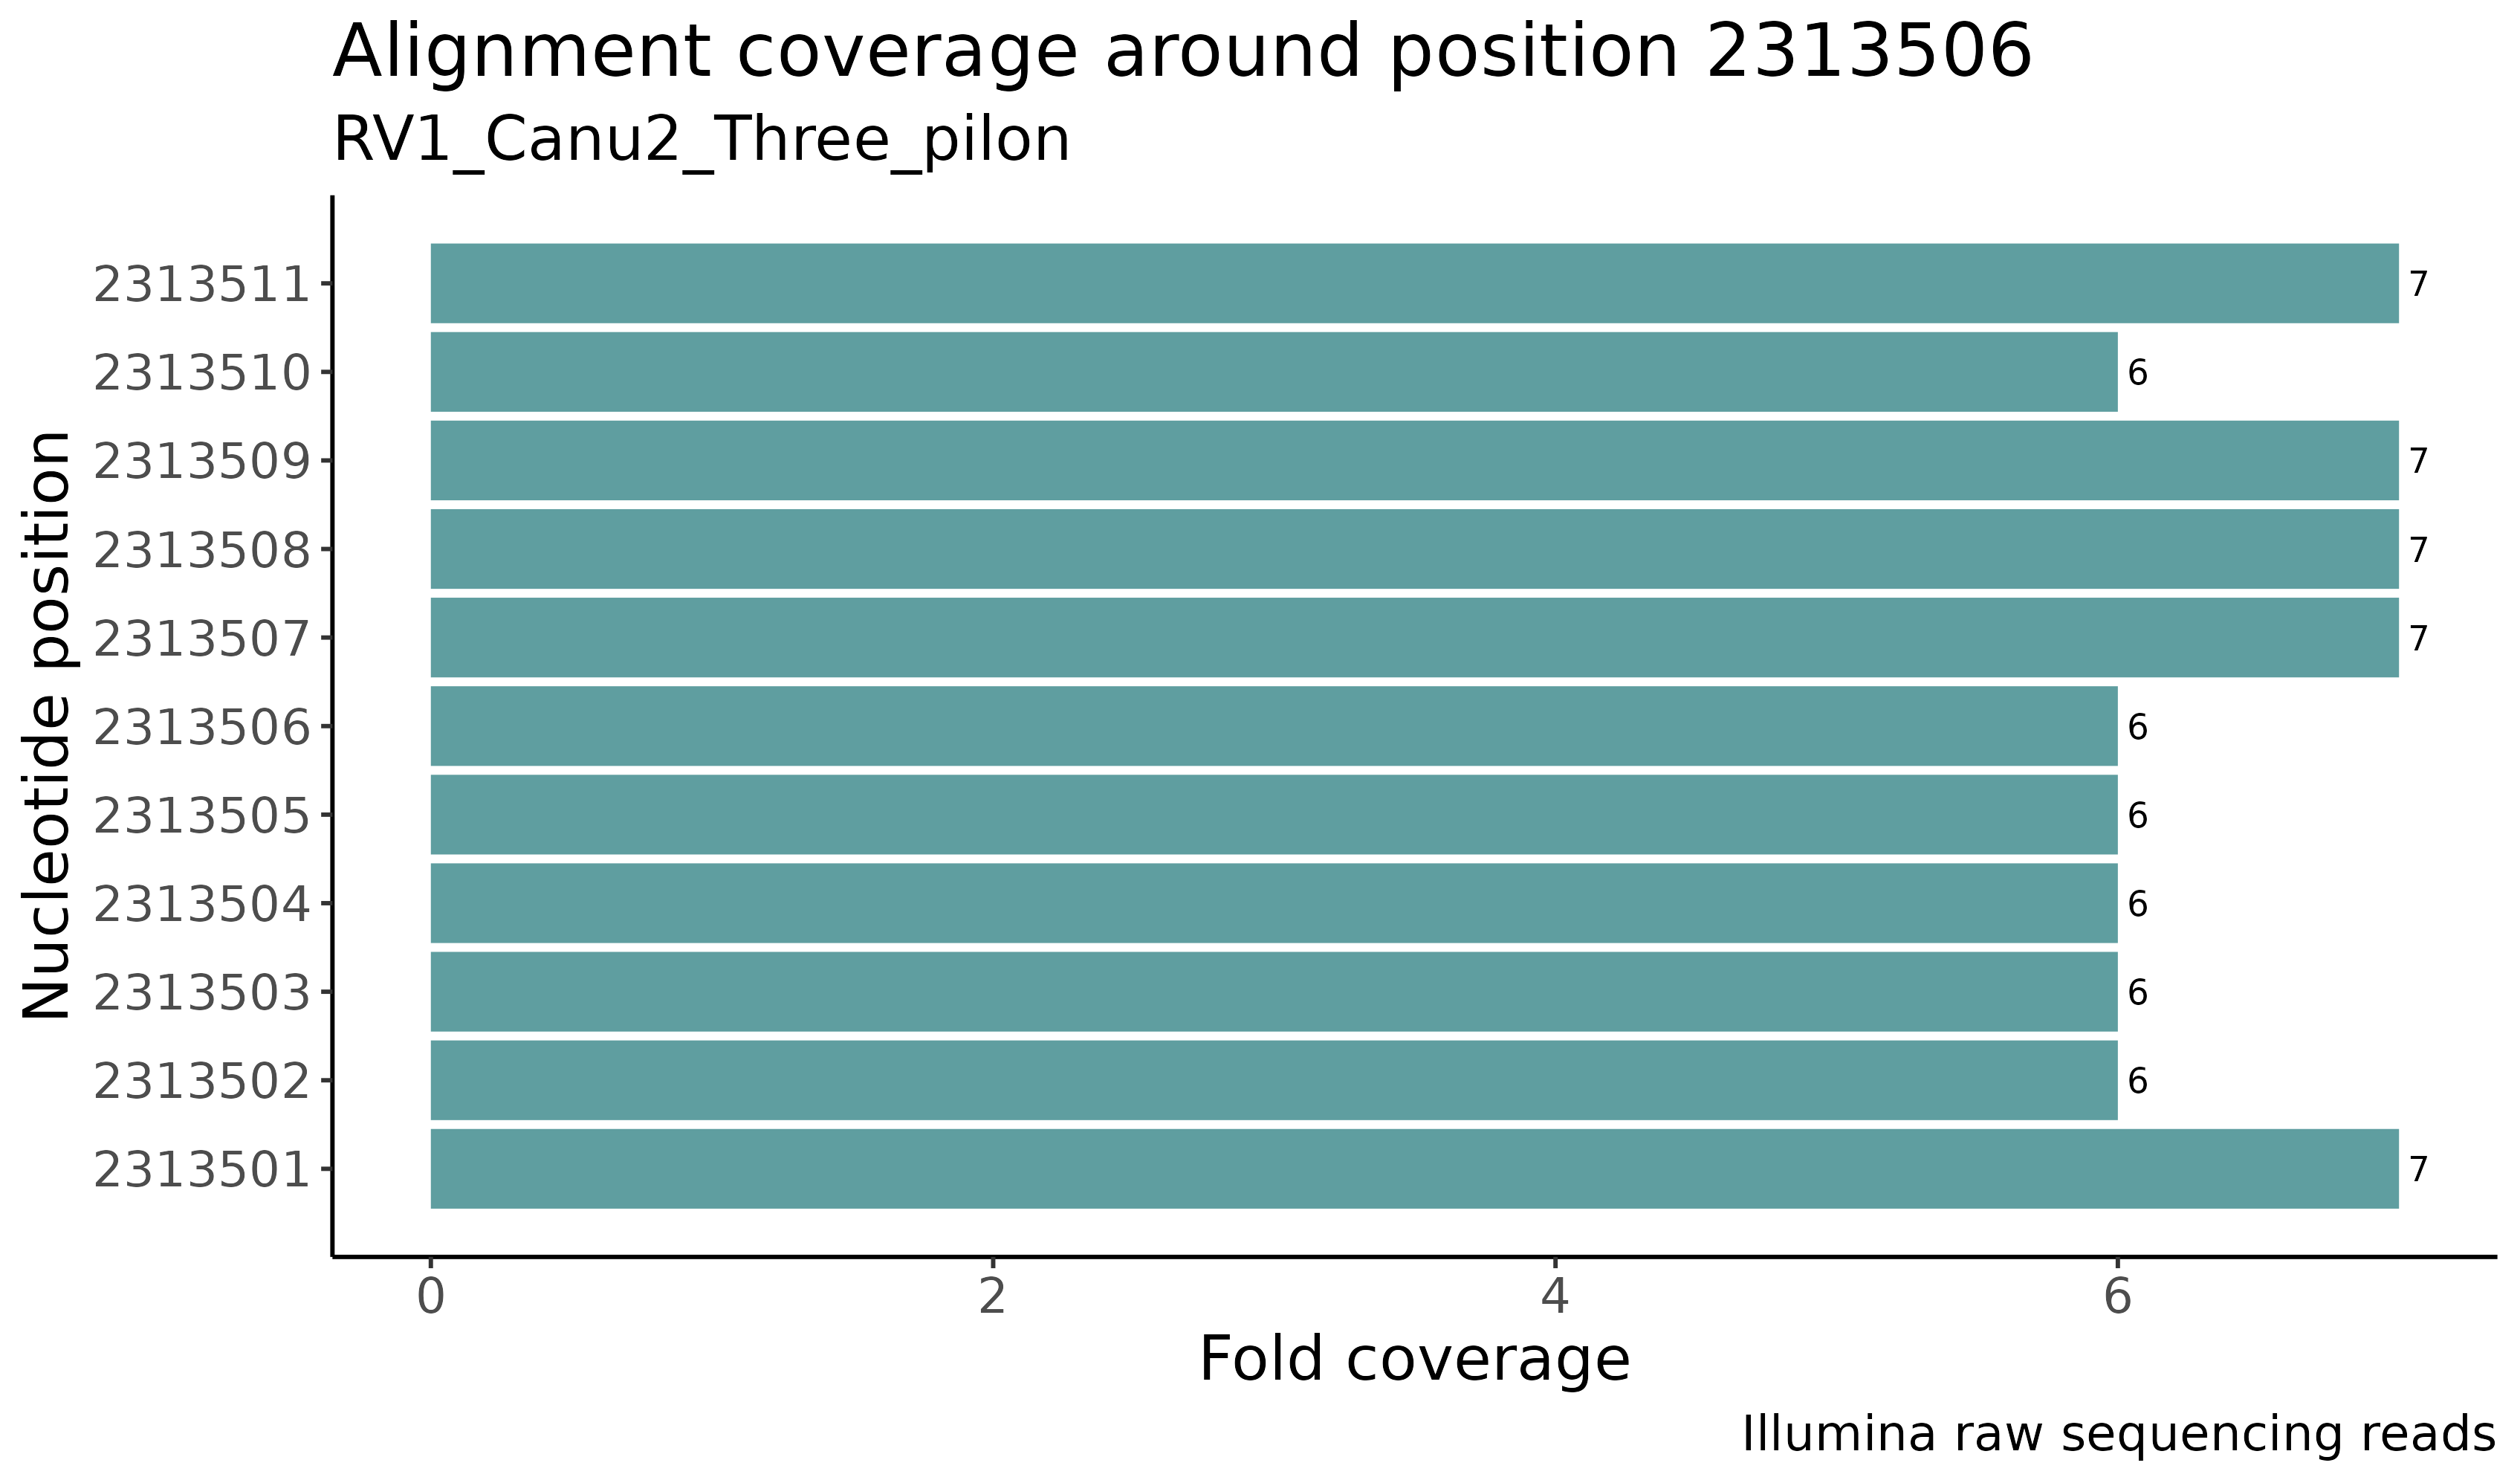 Alignment coverage around position 2313506
RV1_Canu2_Three_pilon
Nucleotide position
2313511 7
2313510 6
2313509 7
2313508 7
2313507 7
2313506 6
2313505 6
2313504 6
2313503 6
2313502 6
2313501 7
0 2 4 6
Fold coverage
Illumina raw sequencing reads